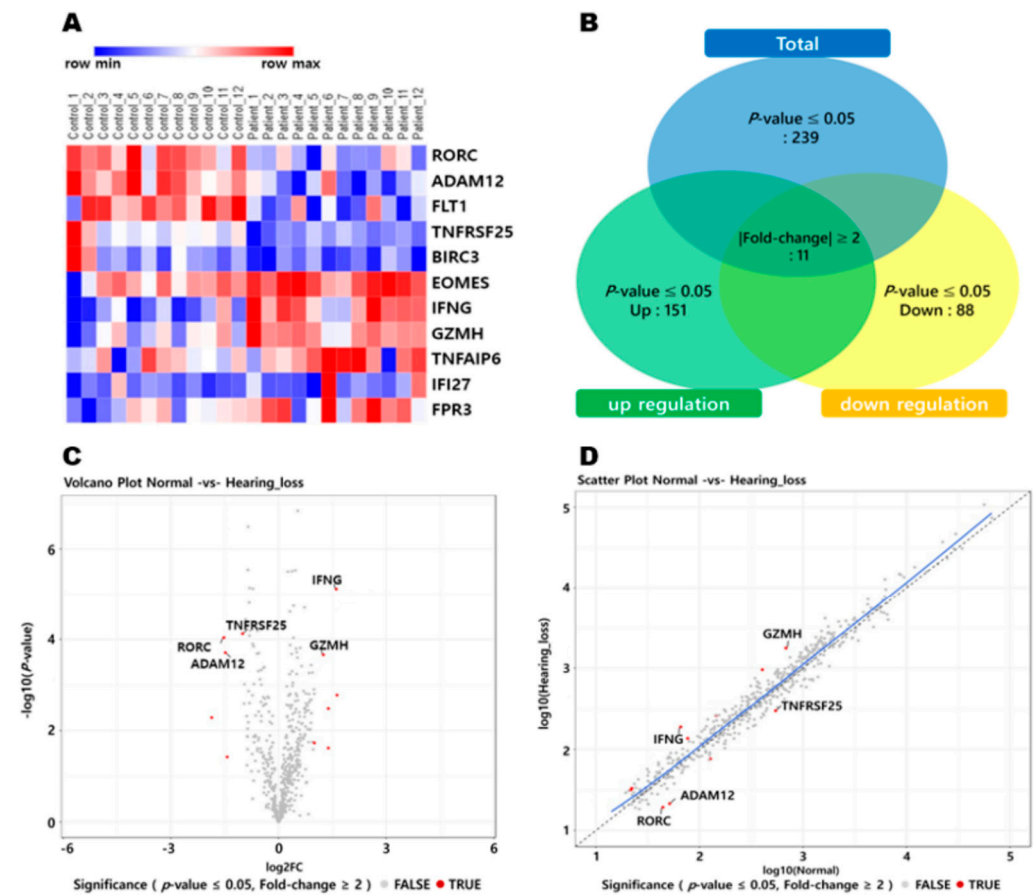 A
row min row max
Control_1 Control_2 Control_3 Control_4 Control_5 Control_6 Control_7 Control_8 Control_9 Control_10 Control_11 Control_12 Patient_1 Patient_2 Patient_3 Patient_4 Patient_5 Patient_6 Patient_7 Patient_8 Patient_9 Patient_10 Patient_11 Patient_12
RORC
ADAM12
FLT1
TNFRSF25
BIRC3
EOMES
IFNG
GZMH
TNFAIP6
IFI27
FPR3
B
Total
P-value ≤ 0.05
: 239
|Fold-change| ≥ 2
: 11
P-value ≤ 0.05
Up : 151
P-value ≤ 0.05
Down : 88
up regulation
down regulation
C
Volcano Plot Normal -vs- Hearing_loss
-log10(P-value)
6
4
2
0
IFNG
TNFRSF25
RORC
GZMH
ADAM12
-6 -3 0 3 6
log2FC
Significance ( p-value ≤ 0.05, Fold-change ≥ 2 ) FALSE TRUE
D
Scatter Plot Normal -vs- Hearing_loss
log10(Hearing_loss)
5
4
3
2
1
GZMH
TNFRSF25
IFNG
ADAM12
RORC
1 2 3 4 5
log10(Normal)
Significance ( p-value ≤ 0.05, Fold-change ≥ 2 ) FALSE TRUE